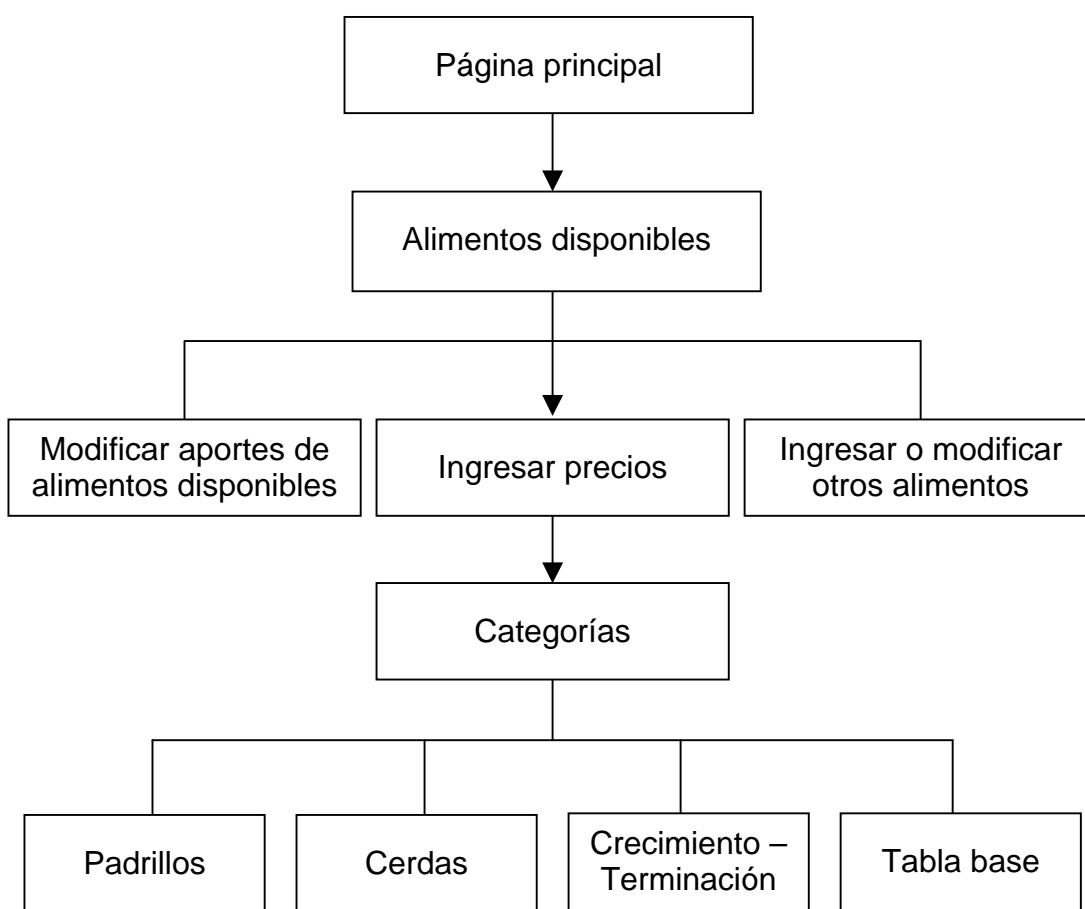 Página principal
Alimentos disponibles
Modificar aportes de
alimentos disponibles
Ingresar precios
Ingresar o modificar
otros alimentos
Categorías
Padrillos
Cerdas
Crecimiento –
Terminación
Tabla base